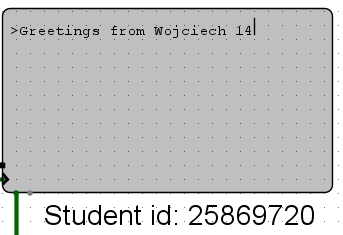 >Greetings from Wojciech 14
Student id: 25869720